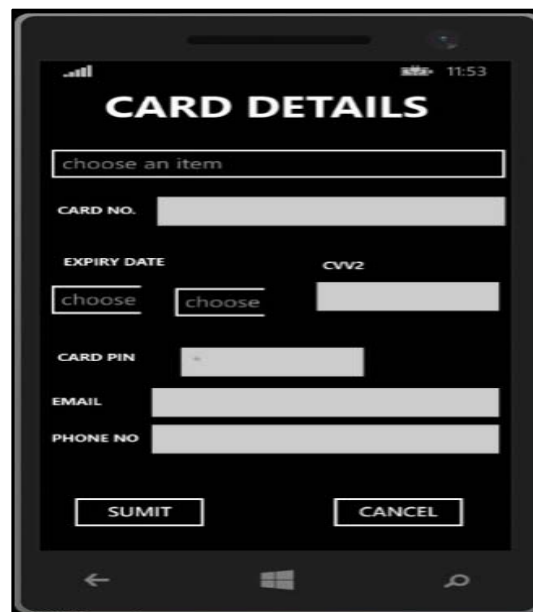 11:53
CARD DETAILS
choose an item
CARD NO.
EXPIRY DATE
CVV2
choose choose
CARD PIN
EMAIL
PHONE NO
SUMIT CANCEL